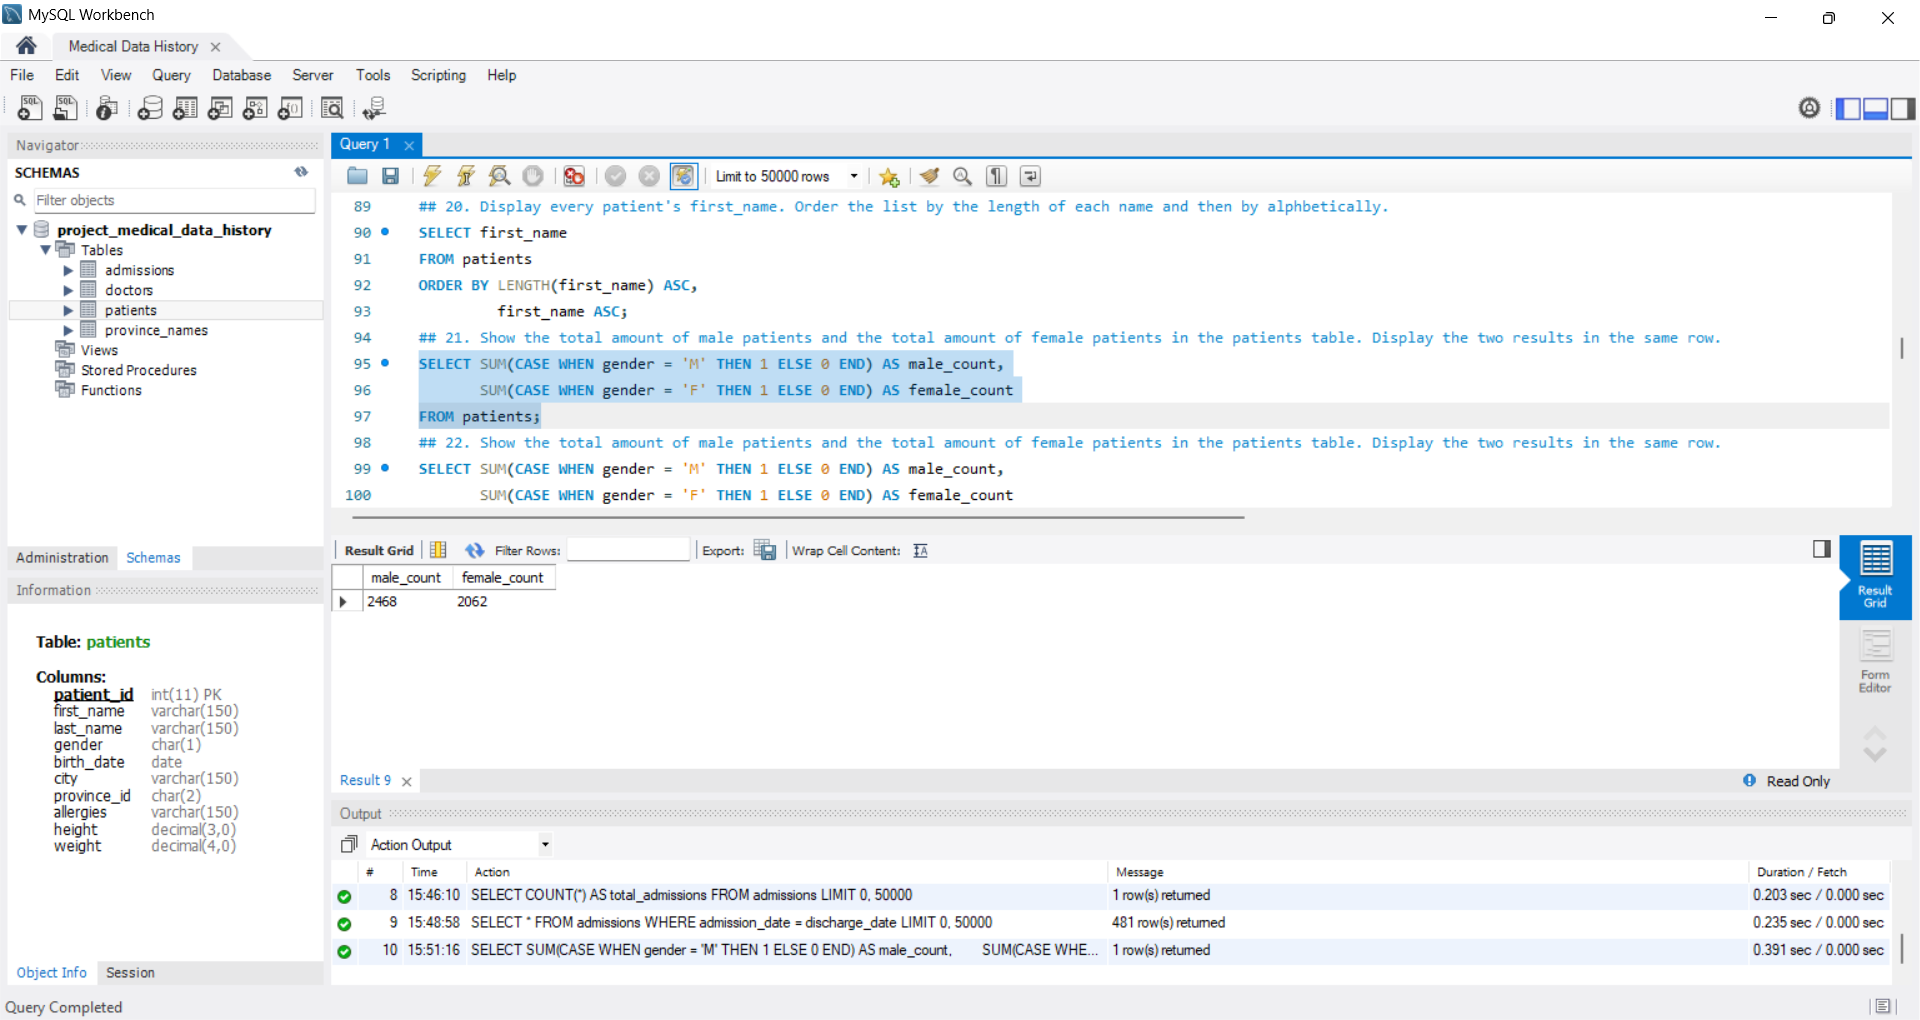 MySQL Workbench
Medical Data History
File Edit View Query Database Server Tools Scripting Help
Navigator
SCHEMAS
Filter objects
project_medical_data_history
Tables
admissions
doctors
patients
province_names
Views
Stored Procedures
Functions
Administration Schemas
Information
Table: patients
Columns:
patient_id int(11) PK
first_name varchar(150)
last_name varchar(150)
gender char(1)
birth_date date
city varchar(150)
province_id char(2)
allergies varchar(150)
height decimal(3,0)
weight decimal(4,0)
Object Info Session
Query 1
Limit to 50000 rows
89 ## 20. Display every patient's first_name. Order the list by the length of each name and then by alphbetically.
90 SELECT first_name
91 FROM patients
92 ORDER BY LENGTH(first_name) ASC,
93 first_name ASC;
94 ## 21. Show the total amount of male patients and the total amount of female patients in the patients table. Display the two results in the same row.
95 SELECT SUM(CASE WHEN gender = 'M' THEN 1 ELSE 0 END) AS male_count,
96 SUM(CASE WHEN gender = 'F' THEN 1 ELSE 0 END) AS female_count
97 FROM patients;
98 ## 22. Show the total amount of male patients and the total amount of female patients in the patients table. Display the two results in the same row.
99 SELECT SUM(CASE WHEN gender = 'M' THEN 1 ELSE 0 END) AS male_count,
100 SUM(CASE WHEN gender = 'F' THEN 1 ELSE 0 END) AS female_count
Result Grid Filter Rows: Export: Wrap Cell Content:
male_count female_count
2468 2062
Result Grid
Form Editor
Result 9
Read Only
Output
Action Output
# Time Action Message Duration / Fetch
8 15:46:10 SELECT COUNT(*) AS total_admissions FROM admissions LIMIT 0, 50000 1 row(s) returned 0.203 sec / 0.000 sec
9 15:48:58 SELECT * FROM admissions WHERE admission_date = discharge_date LIMIT 0, 50000 481 row(s) returned 0.235 sec / 0.000 sec
10 15:51:16 SELECT SUM(CASE WHEN gender = 'M' THEN 1 ELSE 0 END) AS male_count, SUM(CASE WHE... 1 row(s) returned 0.391 sec / 0.000 sec
Query Completed